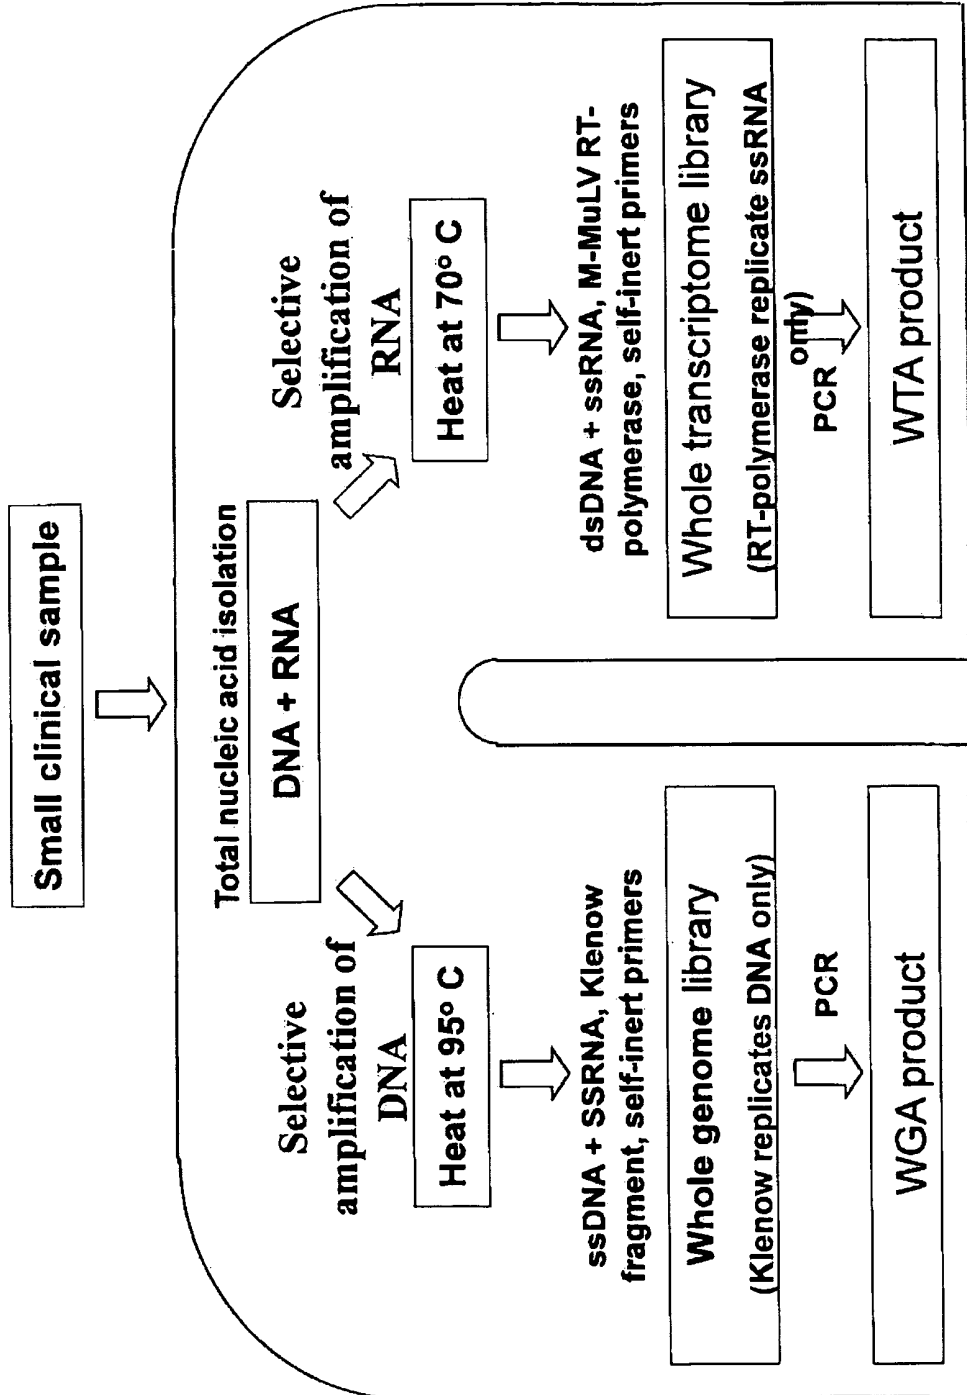 Small clinical sample
Total nucleic acid isolation
DNA + RNA
Selective
amplification of
DNA
Heat at 95° C
ssDNA + SSRNA, Klenow
fragment, self-inert primers
Whole genome library
(Klenow replicates DNA only)
PCR
WGA product
Selective
amplification of
RNA
Heat at 70° C
dsDNA + ssRNA, M-MuLV RT-
polymerase, self-inert primers
Whole transcriptome library
(RT-polymerase replicate ssRNA
only)
PCR
WTA product